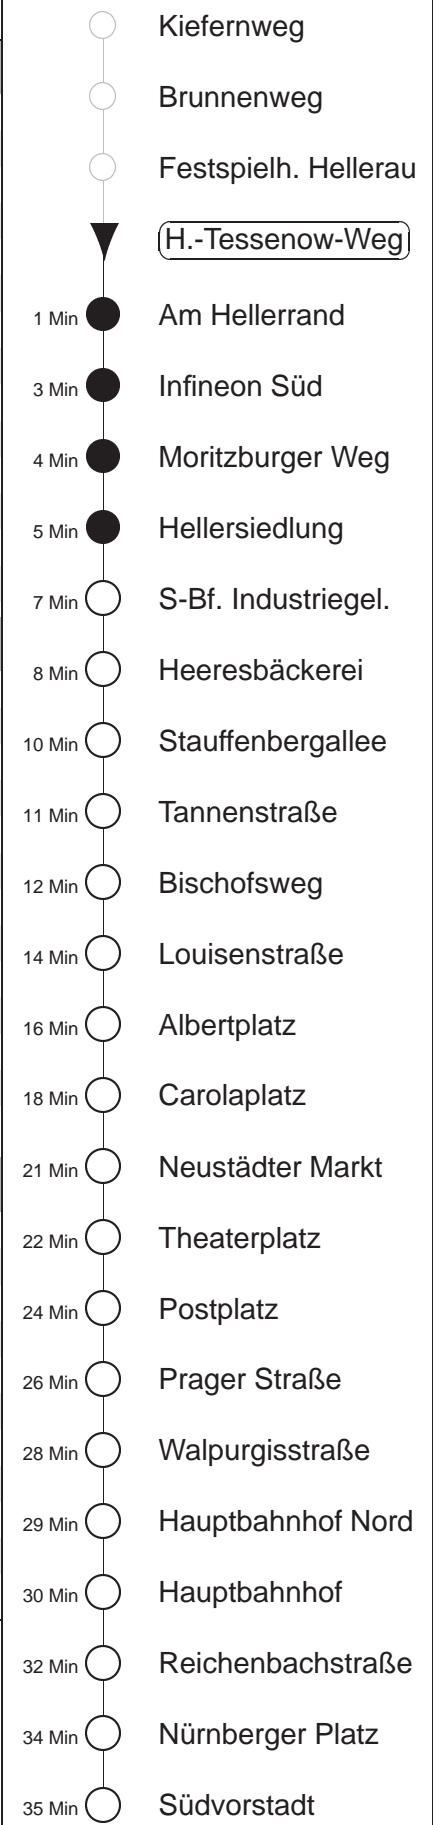 Kiefernweg
Brunnenweg
Festspielh. Hellerau
H.-Tessenow-Weg
1 Min Am Hellerrand
3 Min Infineon Süd
4 Min Moritzburger Weg
5 Min Hellersiedlung
7 Min S-Bf. Industriegel.
8 Min Heeresbäckerei
10 Min Stauffenbergallee
11 Min Tannenstraße
12 Min Bischofsweg
14 Min Louisenstraße
16 Min Albertplatz
18 Min Carolaplatz
21 Min Neustädter Markt
22 Min Theaterplatz
24 Min Postplatz
26 Min Prager Straße
28 Min Walpurgisstraße
29 Min Hauptbahnhof Nord
30 Min Hauptbahnhof
32 Min Reichenbachstraße
34 Min Nürnberger Platz
35 Min Südvorstadt